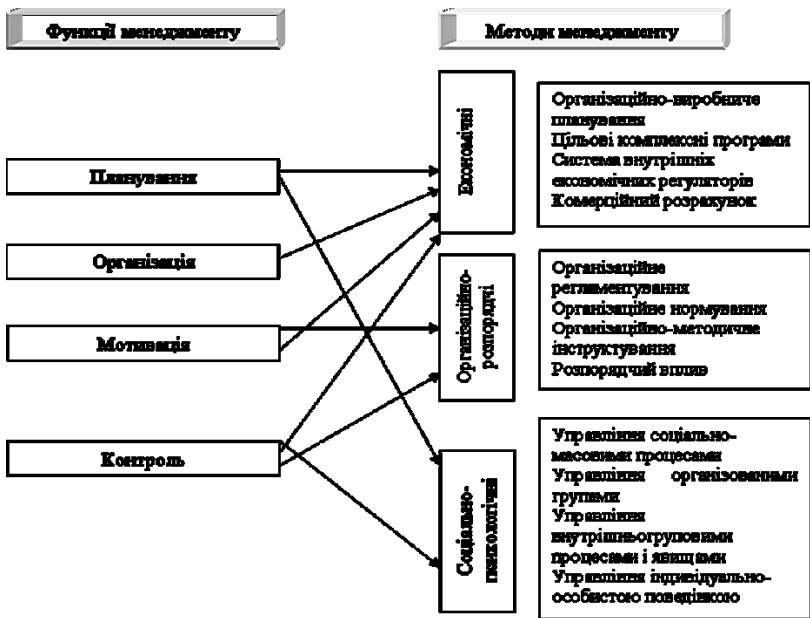 Функції менеджменту
Методи менеджменту
Планування
Організація
Мотивація
Контроль
Економічні
Організаційно-
розпорядчі
Соціально-
психологічні
Організаційно-виробниче
планування
Цільові комплексні програми
Система внутрішніх
економічних регуляторів
Комерційний розрахунок
Організаційне
регламентування
Організаційне нормування
Організаційно-методичне
інструктування
Розпорядчий вплив
Управління соціально-
масовими процесами
Управління організованими
групами
Управління
внутрішньогруповими
процесами і явищами
Управління індивідуально-
особистою поведінкою